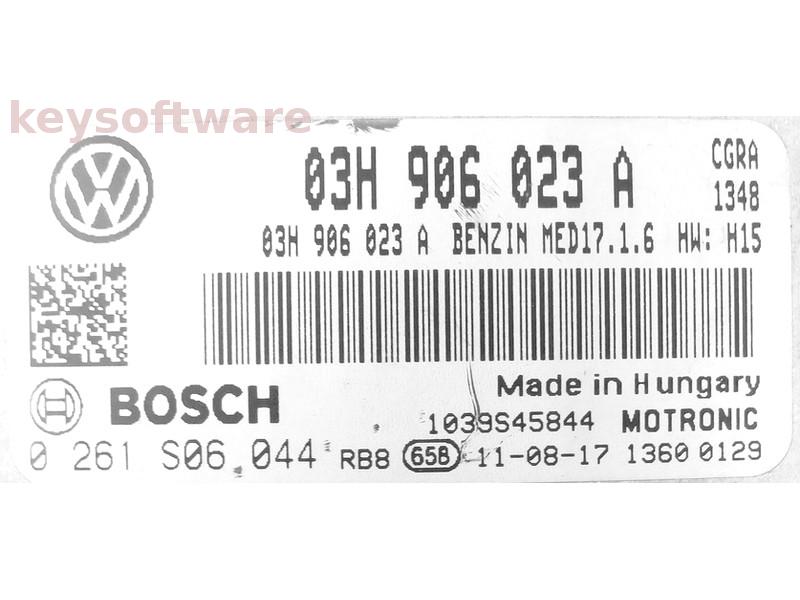 keysoftware
03H 906 023 A CGRA
1348
03H 906 023 A BENZIN MED17.1.6 HW: H15
Made in Hungary
BOSCH
1039S45844 MOTRONIC
0 261 S06 044 RB8 658 11-08-17 1360 0129